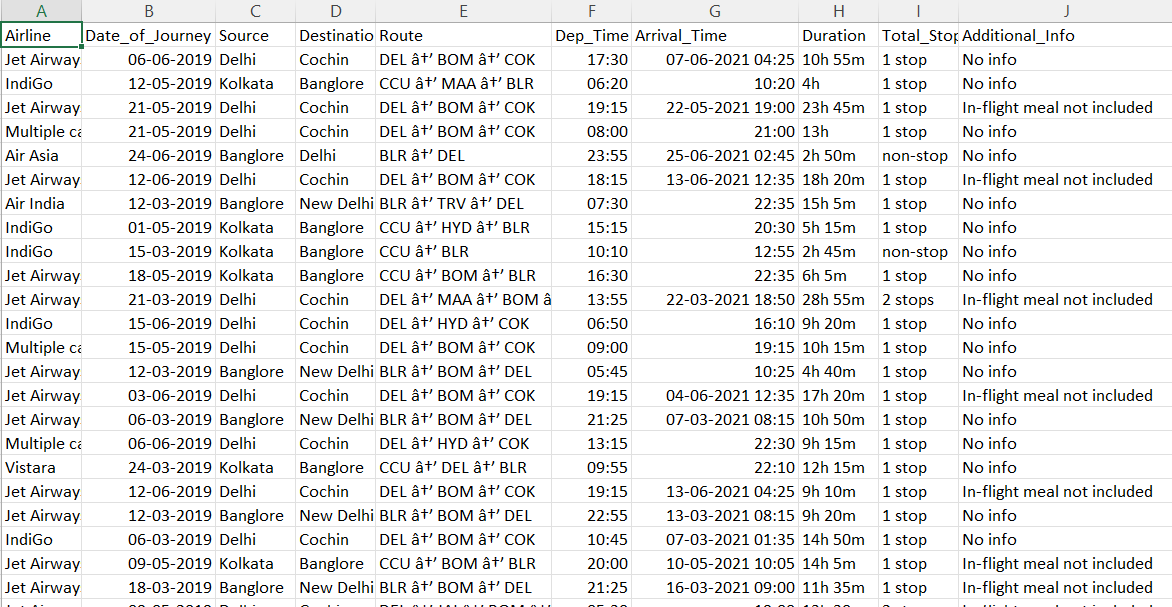 A B C D E F G H I J
Airline Date_of_Journey Source Destinatio Route Dep_Time Arrival_Time Duration Total_Stop Additional_Info
Jet Airway 06-06-2019 Delhi Cochin DEL â†’ BOM â†’ COK 17:30 07-06-2019 04:25 10h 55m 1 stop No info
IndiGo 12-05-2019 Kolkata Banglore CCU â†’ MAA â†’ BLR 06:20 10:20 4h 1 stop No info
Jet Airway 21-05-2019 Delhi Cochin DEL â†’ BOM â†’ COK 19:15 22-05-2021 19:00 23h 45m 1 stop In-flight meal not included
Multiple ca 21-05-2019 Delhi Cochin DEL â†’ BOM â†’ COK 08:00 21:00 13h 1 stop No info
Air Asia 24-06-2019 Banglore Delhi BLR â†’ DEL 23:55 25-06-2021 02:45 2h 50m non-stop No info
Jet Airway 12-06-2019 Delhi Cochin DEL â†’ BOM â†’ COK 18:15 13-06-2021 12:35 18h 20m 1 stop In-flight meal not included
Air India 12-03-2019 Banglore New Delhi BLR â†’ TRV â†’ DEL 07:30 22:35 15h 5m 1 stop No info
IndiGo 01-05-2019 Kolkata Banglore CCU â†’ HYD â†’ BLR 15:15 20:30 5h 15m 1 stop No info
IndiGo 15-03-2019 Kolkata Banglore CCU â†’ BLR 10:10 12:55 2h 45m non-stop No info
Jet Airway 18-05-2019 Kolkata Banglore CCU â†’ BOM â†’ BLR 16:30 22:35 6h 5m 1 stop No info
Jet Airway 21-03-2019 Delhi Cochin DEL â†’ MAA â†’ BOM â 13:55 22-03-2021 18:50 28h 55m 2 stops In-flight meal not included
IndiGo 15-06-2019 Delhi Cochin DEL â†’ HYD â†’ COK 06:50 16:10 9h 20m 1 stop No info
Multiple ca 15-05-2019 Delhi Cochin DEL â†’ BOM â†’ COK 09:00 19:15 10h 15m 1 stop No info
Jet Airway 12-03-2019 Banglore New Delhi BLR â†’ BOM â†’ DEL 05:45 10:25 4h 40m 1 stop No info
Jet Airway 03-06-2019 Delhi Cochin DEL â†’ BOM â†’ COK 19:15 04-06-2021 12:35 17h 20m 1 stop In-flight meal not included
Jet Airway 06-03-2019 Banglore New Delhi BLR â†’ BOM â†’ DEL 21:25 07-03-2021 08:15 10h 50m 1 stop No info
Multiple ca 06-06-2019 Delhi Cochin DEL â†’ HYD â†’ COK 13:15 22:30 9h 15m 1 stop No info
Vistara 24-03-2019 Kolkata Banglore CCU â†’ DEL â†’ BLR 09:55 22:10 12h 15m 1 stop No info
Jet Airway 12-06-2019 Delhi Cochin DEL â†’ BOM â†’ COK 19:15 13-06-2021 04:25 9h 10m 1 stop In-flight meal not included
Jet Airway 12-03-2019 Banglore New Delhi BLR â†’ BOM â†’ DEL 22:55 13-03-2021 08:15 9h 20m 1 stop No info
IndiGo 06-03-2019 Delhi Cochin DEL â†’ BOM â†’ COK 10:45 07-03-2021 01:35 14h 50m 1 stop No info
Jet Airway 09-05-2019 Kolkata Banglore CCU â†’ BOM â†’ BLR 20:00 10-05-2021 10:05 14h 5m 1 stop In-flight meal not included
Jet Airway 18-03-2019 Banglore New Delhi BLR â†’ BOM â†’ DEL 21:25 16-03-2021 09:00 11h 35m 1 stop In-flight meal not included